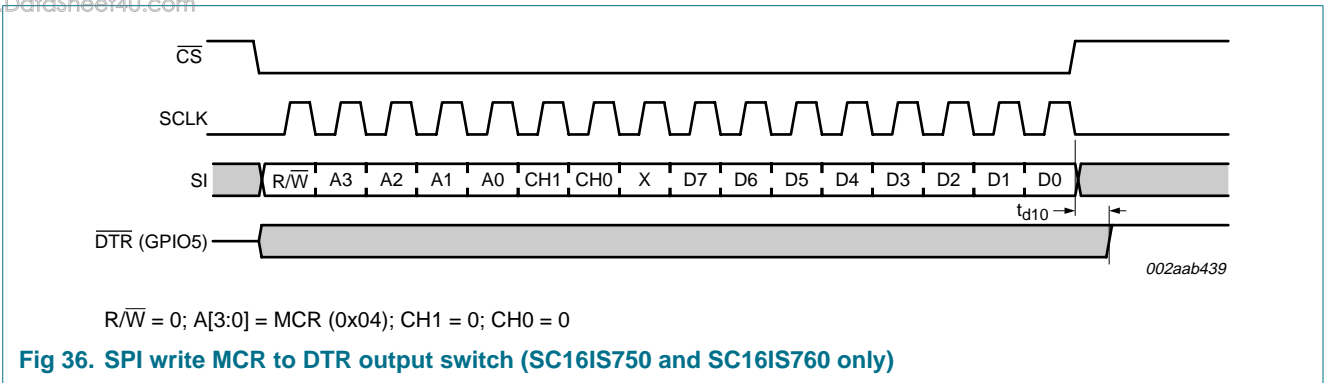 DataSheet4U.com
C̅S̅
SCLK
SI R/W̅ A3 A2 A1 A0 CH1 CH0 X D7 D6 D5 D4 D3 D2 D1 D0
td10
D̅T̅R̅ (GPIO5)
002aab439
R/W̅ = 0; A[3:0] = MCR (0x04); CH1 = 0; CH0 = 0
Fig 36. SPI write MCR to DTR output switch (SC16IS750 and SC16IS760 only)